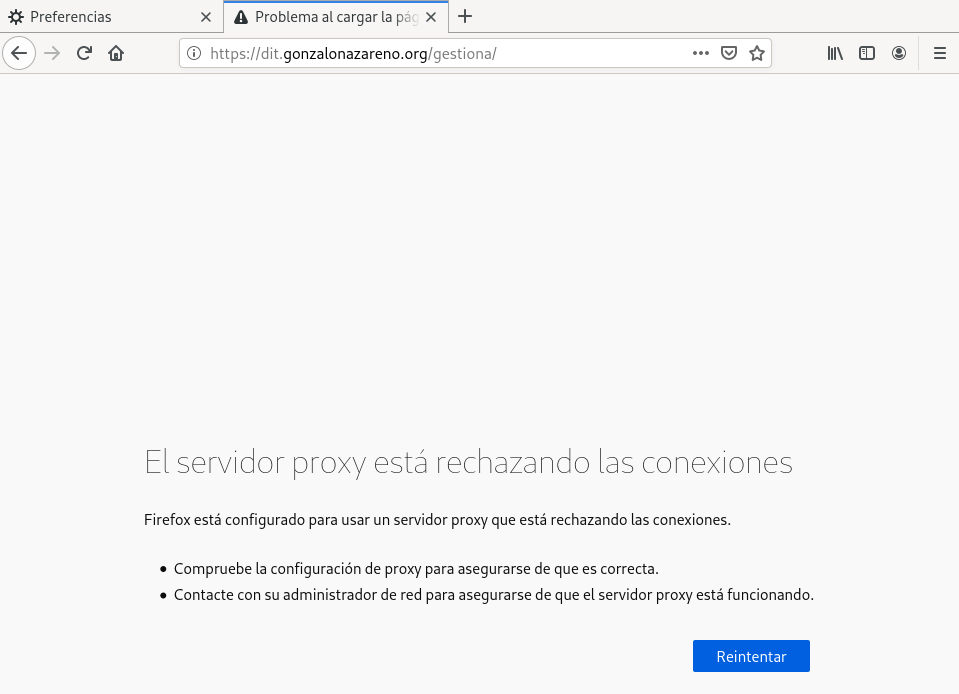 Preferencias
Problema al cargar la pág
https://dit.gonzalonazareno.org/gestiona/
El servidor proxy está rechazando las conexiones
Firefox está configurado para usar un servidor proxy que está rechazando las conexiones.
• Compruebe la configuración de proxy para asegurarse de que es correcta.
• Contacte con su administrador de red para asegurarse de que el servidor proxy está funcionando.
Reintentar